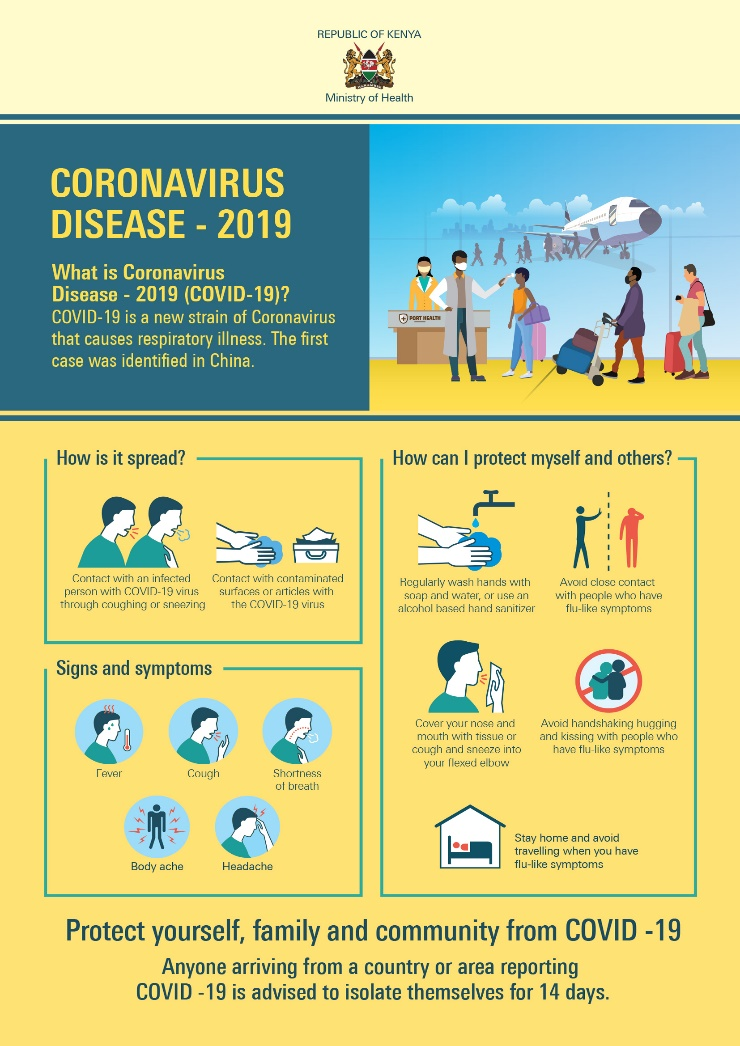 REPUBLIC OF KENYA
Ministry of Health
CORONAVIRUS
DISEASE - 2019
What is Coronavirus
Disease - 2019 (COVID-19)?
COVID-19 is a new strain of Coronavirus
that causes respiratory illness. The first
case was identified in China.
PORT HEALTH
How is it spread?
Contact with an infected
person with COVID-19 virus
through coughing or sneezing
Contact with contaminated
surfaces or articles with
the COVID-19 virus
Signs and symptoms
Fever
Cough
Shortness
of breath
Body ache
Headache
How can I protect myself and others?
Regularly wash hands with
soap and water, or use an
alcohol based hand sanitizer
Avoid close contact
with people who have
flu-like symptoms
Cover your nose and
mouth with tissue or
cough and sneeze into
your flexed elbow
Avoid handshaking hugging
and kissing with people who
have flu-like symptoms
Stay home and avoid
travelling when you have
flu-like symptoms
Protect yourself, family and community from COVID -19
Anyone arriving from a country or area reporting
COVID -19 is advised to isolate themselves for 14 days.